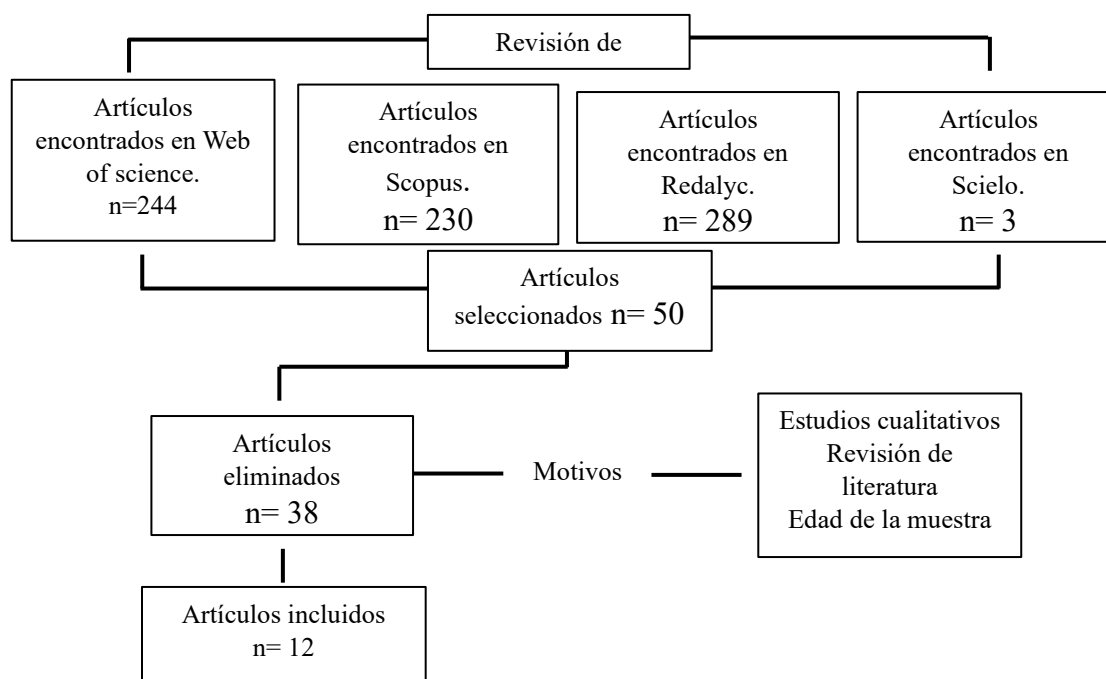 Revisión de
Artículos
encontrados en Web
of science.
n=244
Artículos
encontrados en
Scopus.
n= 230
Artículos
encontrados en
Redalyc.
n= 289
Artículos
encontrados en
Scielo.
n= 3
Artículos
seleccionados n= 50
Artículos
eliminados
n= 38
Motivos
Estudios cualitativos
Revisión de
literatura
Edad de la muestra
Artículos incluidos
n= 12